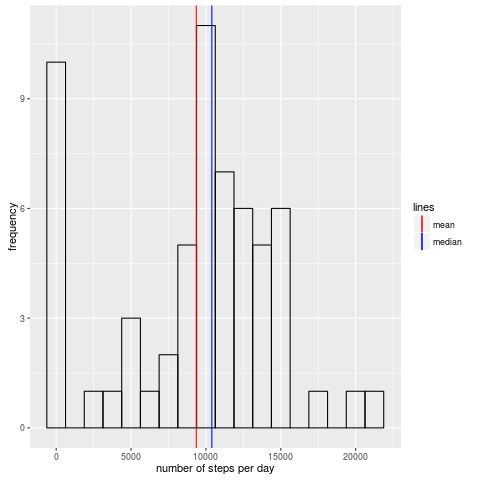 frequency
9
6
3
0
0 5000 10000 15000 20000
number of steps per day
lines
mean
median